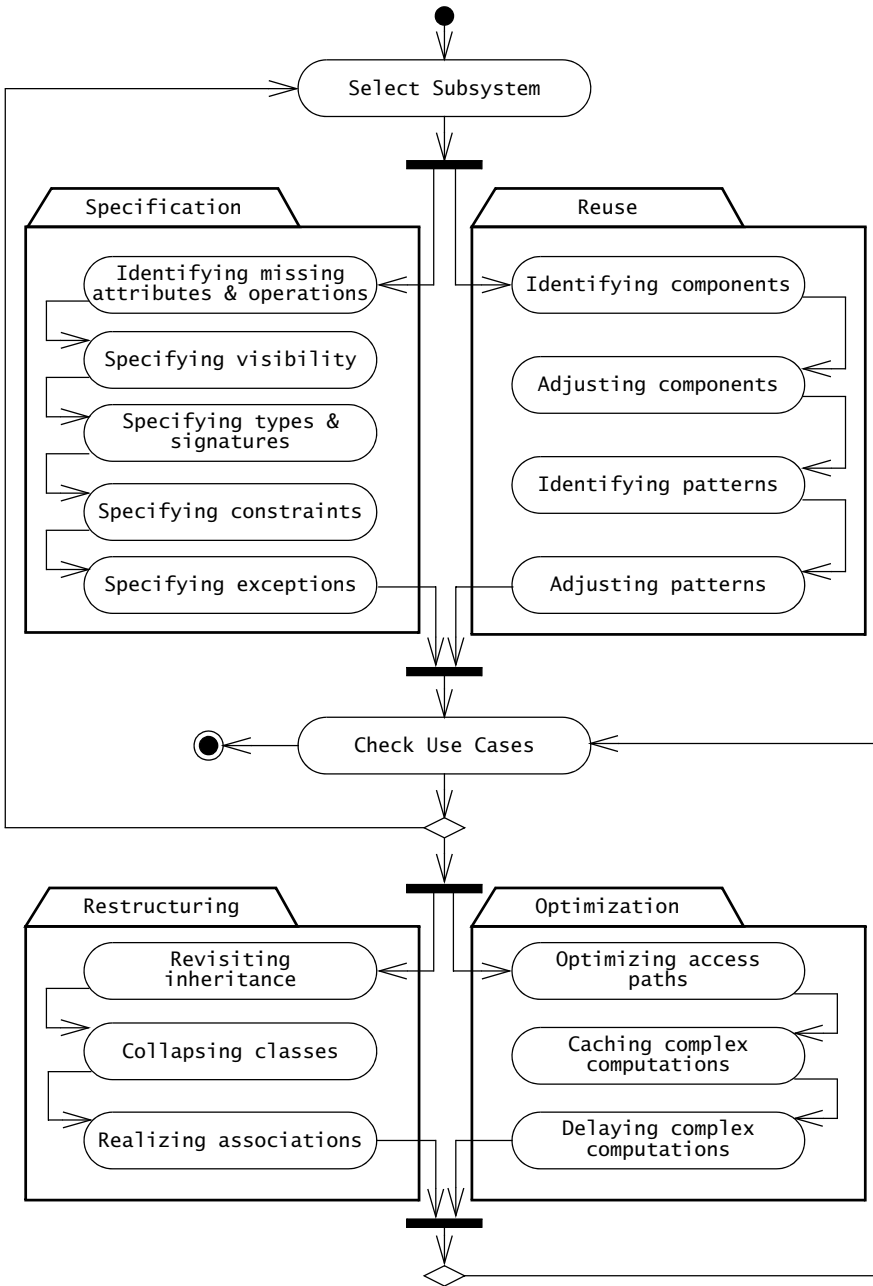 Select Subsystem
Specification
Identifying missing
attributes & operations
Specifying visibility
Specifying types &
signatures
Specifying constraints
Specifying exceptions
Reuse
Identifying components
Adjusting components
Identifying patterns
Adjusting patterns
Check Use Cases
Restructuring
Revisiting
inheritance
Collapsing classes
Realizing associations
Optimization
Optimizing access
paths
Caching complex
computations
Delaying complex
computations